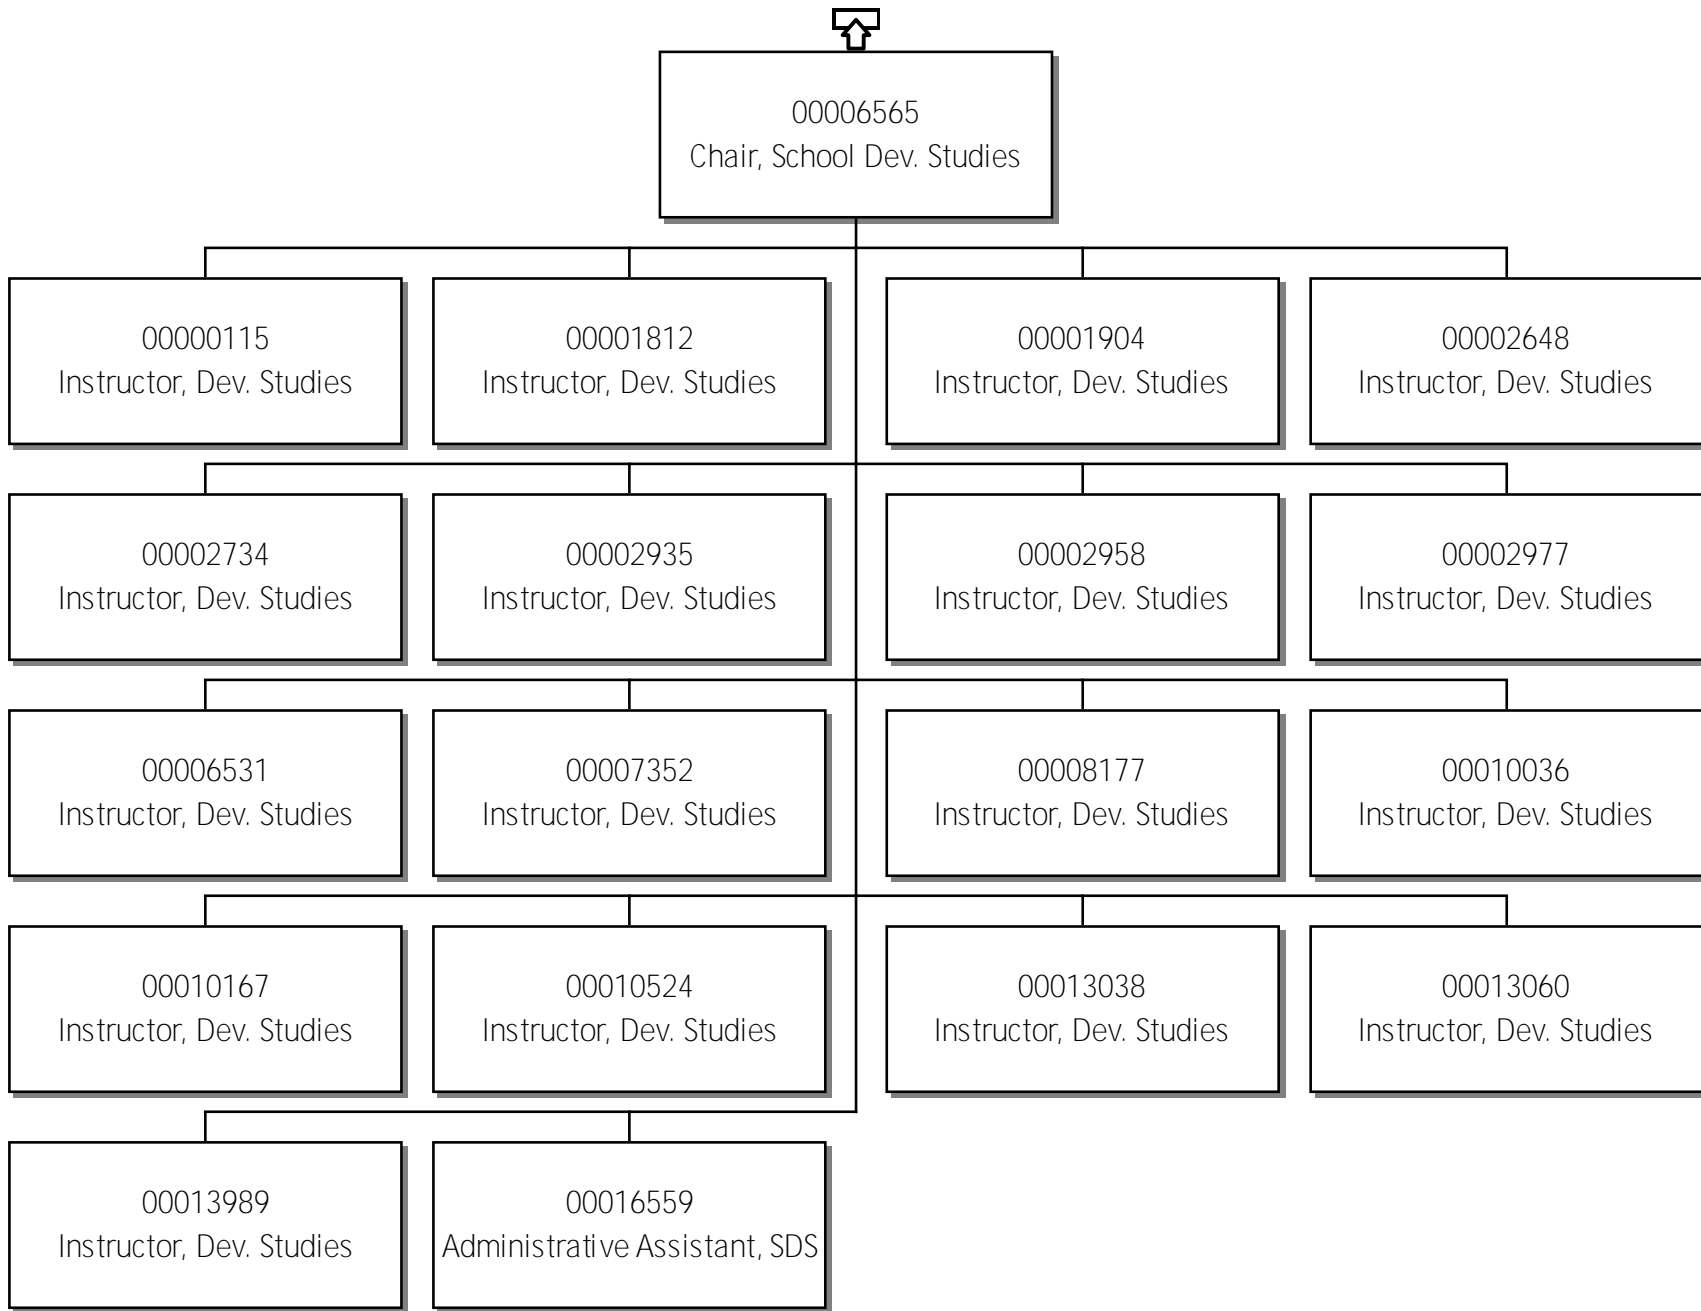 00006565
Chair, School Dev. Studies
00000115
Instructor, Dev. Studies
00001812
Instructor, Dev. Studies
00001904
Instructor, Dev. Studies
00002648
Instructor, Dev. Studies
00002734
Instructor, Dev. Studies
00002935
Instructor, Dev. Studies
00002958
Instructor, Dev. Studies
00002977
Instructor, Dev. Studies
00006531
Instructor, Dev. Studies
00007352
Instructor, Dev. Studies
00008177
Instructor, Dev. Studies
00010036
Instructor, Dev. Studies
00010167
Instructor, Dev. Studies
00010524
Instructor, Dev. Studies
00013038
Instructor, Dev. Studies
00013060
Instructor, Dev. Studies
00013989
Instructor, Dev. Studies
00016559
Administrative Assistant, SDS